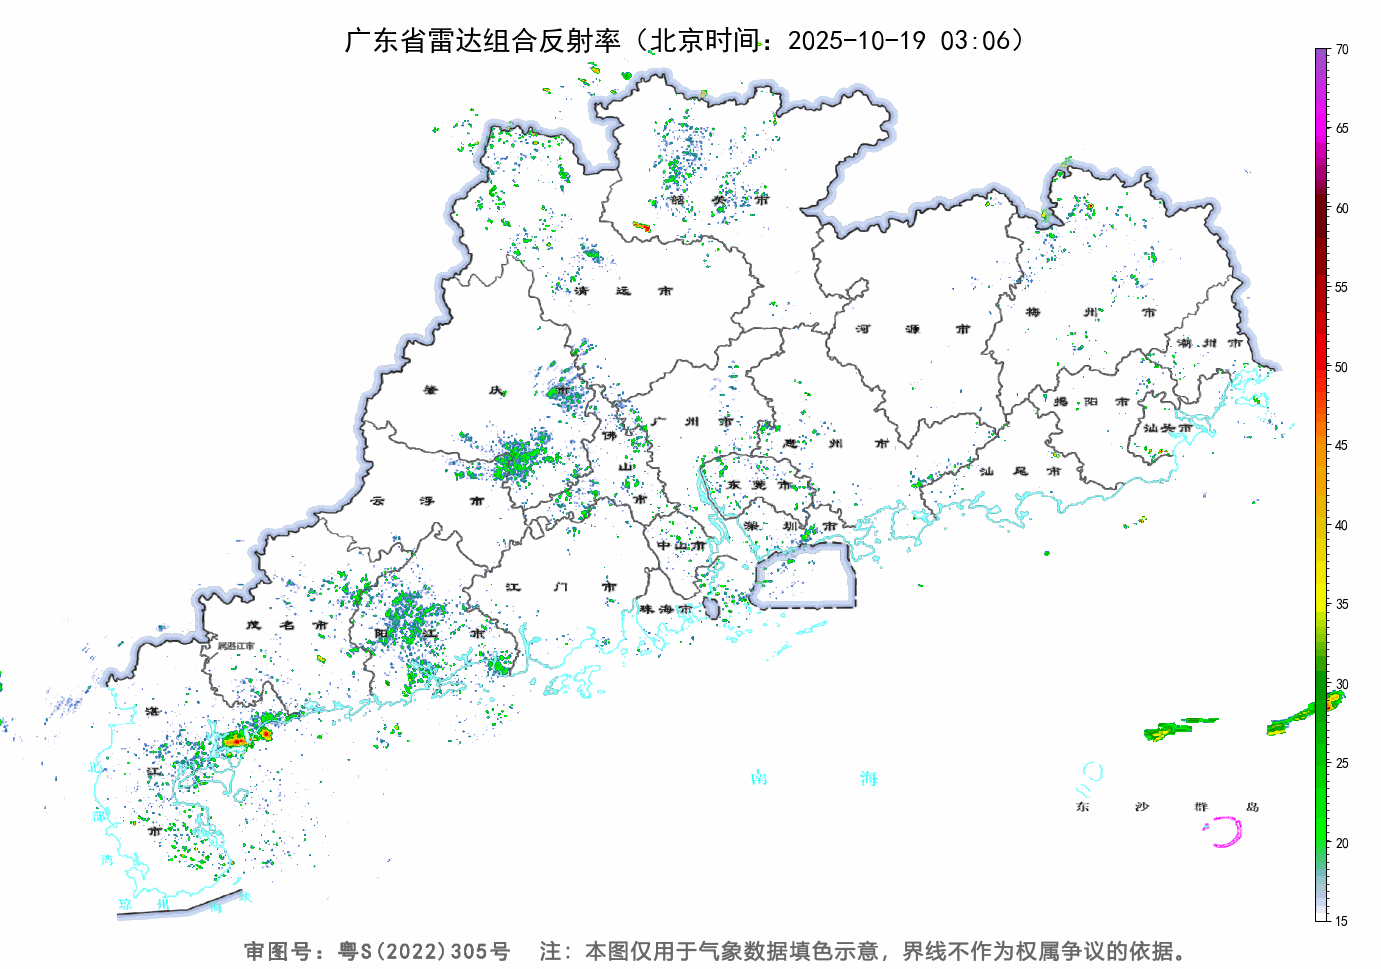 广东省雷达组合反射率（北京时间：2025-10-19 03:06）
70
65
60
55
50
45
40
35
30
25
20
15
韶关市
清远市
河源市
梅州市
潮州市
肇庆市
揭阳市
汕头市
佛山市
广州市
惠州市
汕尾市
东莞市
云浮市
深圳市
中山市
江门市
珠海市
茂名市
阳江市
属湛江市
湛江市
北部湾
南海
东沙群岛
琼州海峡
审图号：粤S(2022)305号 注：本图仅用于气象数据填色示意，界线不作为权属争议的依据。